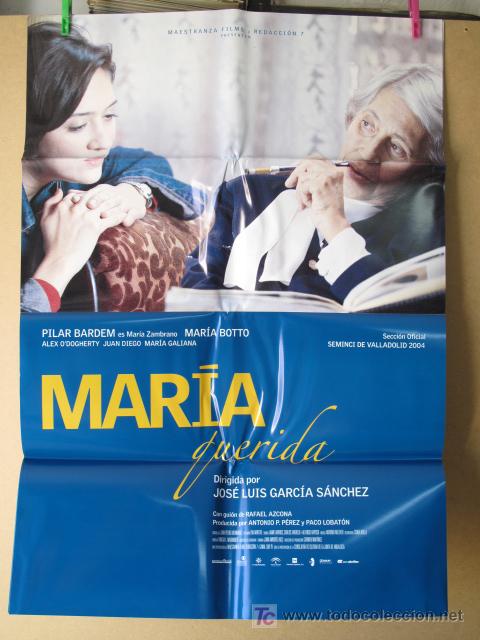 MAESTRANZA FILMS y REDACCIÓN 7
PRESENTAN
PILAR BARDEM es María Zambrano MARÍA BOTTO
ALEX O'DOGHERTY JUAN DIEGO MARÍA GALIANA
Sección Oficial
SEMINCI DE VALLADOLID 2004
MARÍA
querida
Dirigida por
JOSÉ LUIS GARCÍA SÁNCHEZ
Con guión de RAFAEL AZCONA
Producida por ANTONIO P. PÉREZ y PACO LOBATÓN
TC
www.todocoleccion.net